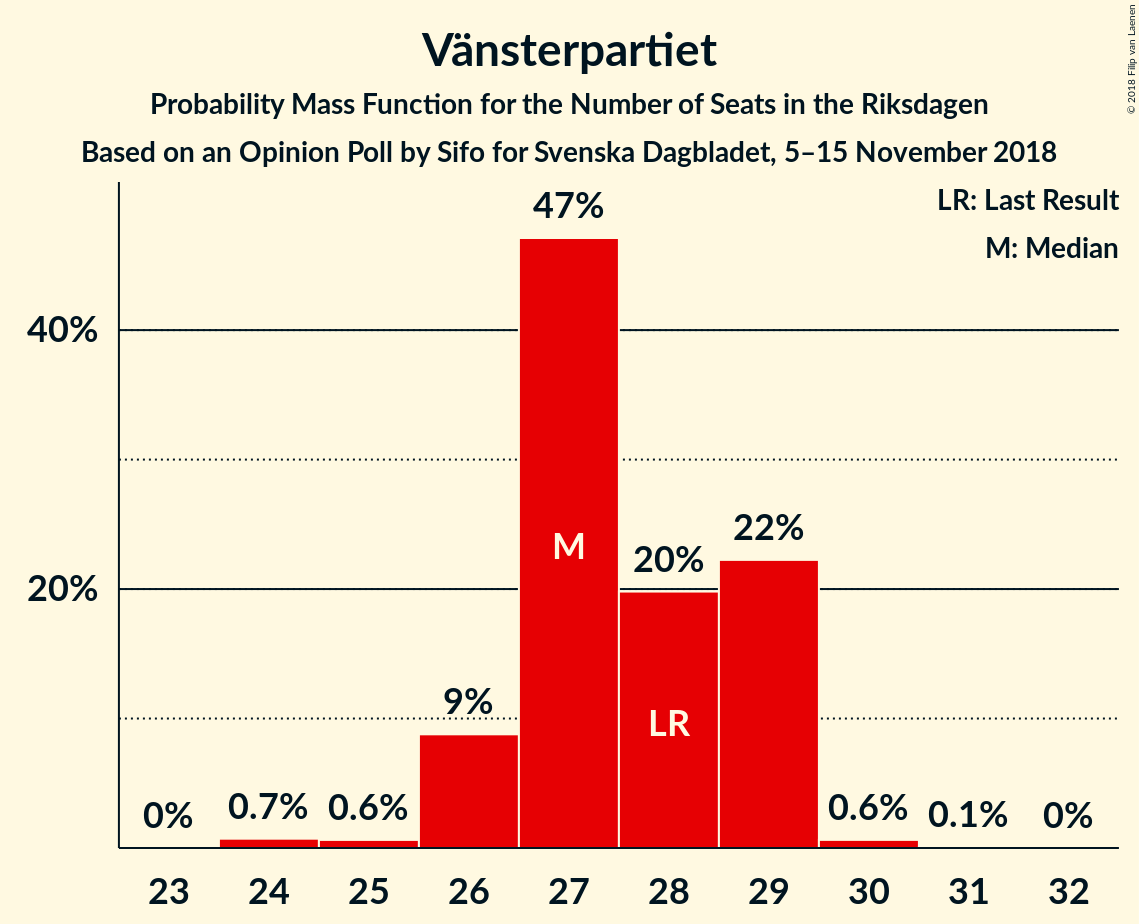 Vänsterpartiet
Probability Mass Function for the Number of Seats in the Riksdagen
Based on an Opinion Poll by Sifo for Svenska Dagbladet, 5–15 November 2018
© 2018 Filip van Laenen
LR: Last Result
M: Median
40%
20%
0%
0.7%
0.6%
9%
47%
20%
22%
0.6%
0.1%
0%
M
LR
23 24 25 26 27 28 29 30 31 32